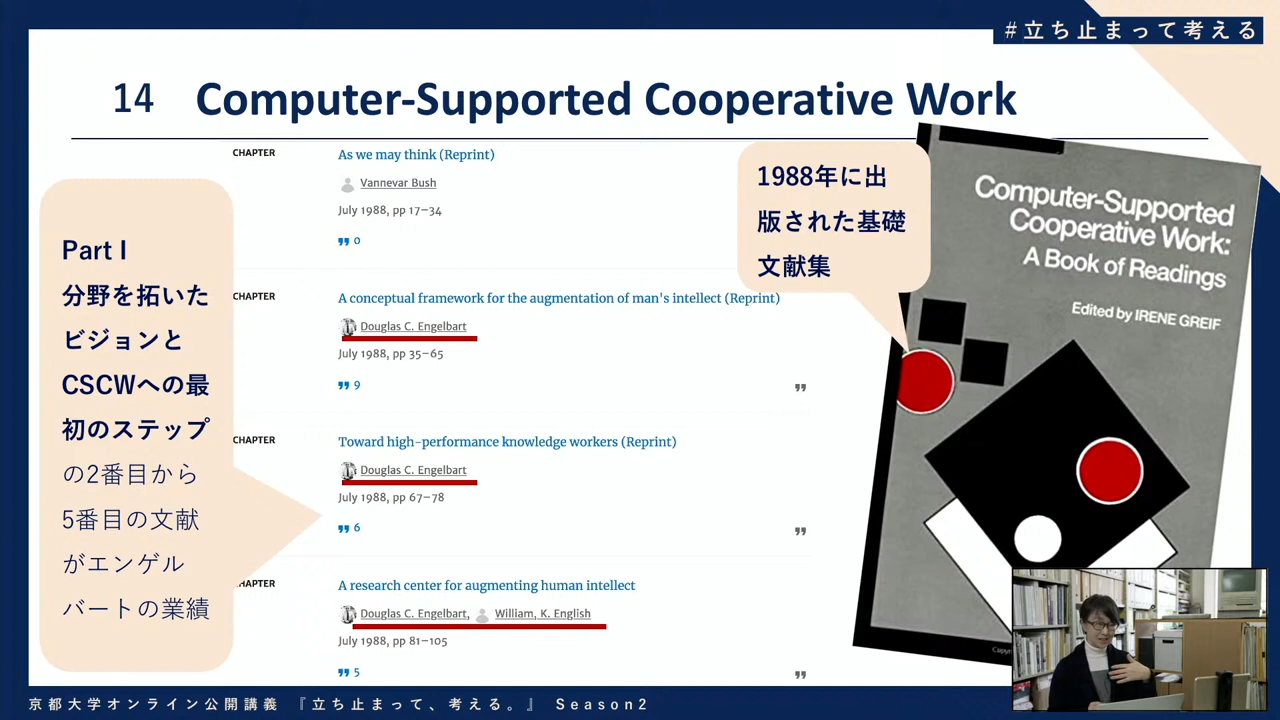 #立ち止まって考える
14 Computer-Supported Cooperative Work
CHAPTER
As we may think (Reprint)
Vannevar Bush
July 1988, pp 17–34
0
CHAPTER
A conceptual framework for the augmentation of man's intellect (Reprint)
Douglas C. Engelbart
July 1988, pp 35–65
9
CHAPTER
Toward high-performance knowledge workers (Reprint)
Douglas C. Engelbart
July 1988, pp 67–78
6
CHAPTER
A research center for augmenting human intellect
Douglas C. Engelbart, William, K. English
July 1988, pp 81–105
5
Part I
分野を拓いた
ビジョンと
CSCWへの最
初のステップ
の2番目から
5番目の文献
がエンゲル
バートの業績
1988年に出
版された基礎
文献集
Computer-Supported
Cooperative Work:
A Book of Readings
Edited by IRENE GREIF
京都大学オンライン公開講義 『立ち止まって、考える。』 Season2